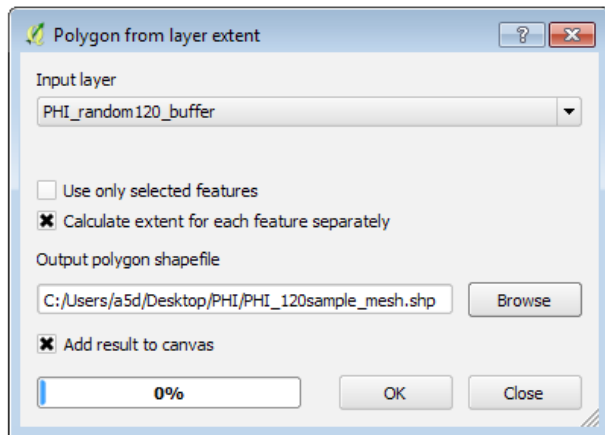 Polygon from layer extent
Input layer
PHI_random120_buffer
Use only selected features
Calculate extent for each feature separately
Output polygon shapefile
C:/Users/a5d/Desktop/PHI/PHI_120sample_mesh.shp Browse
Add result to canvas
0% OK Close